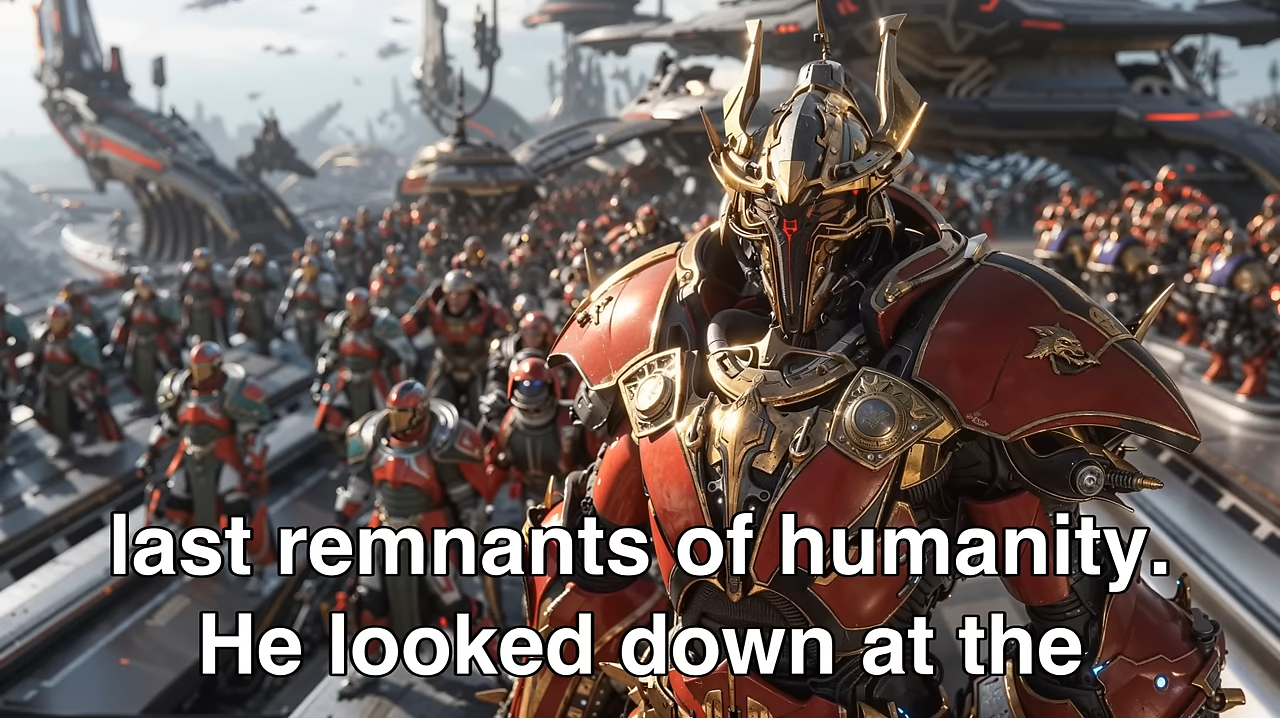 last remnants of humanity.
He looked down at the